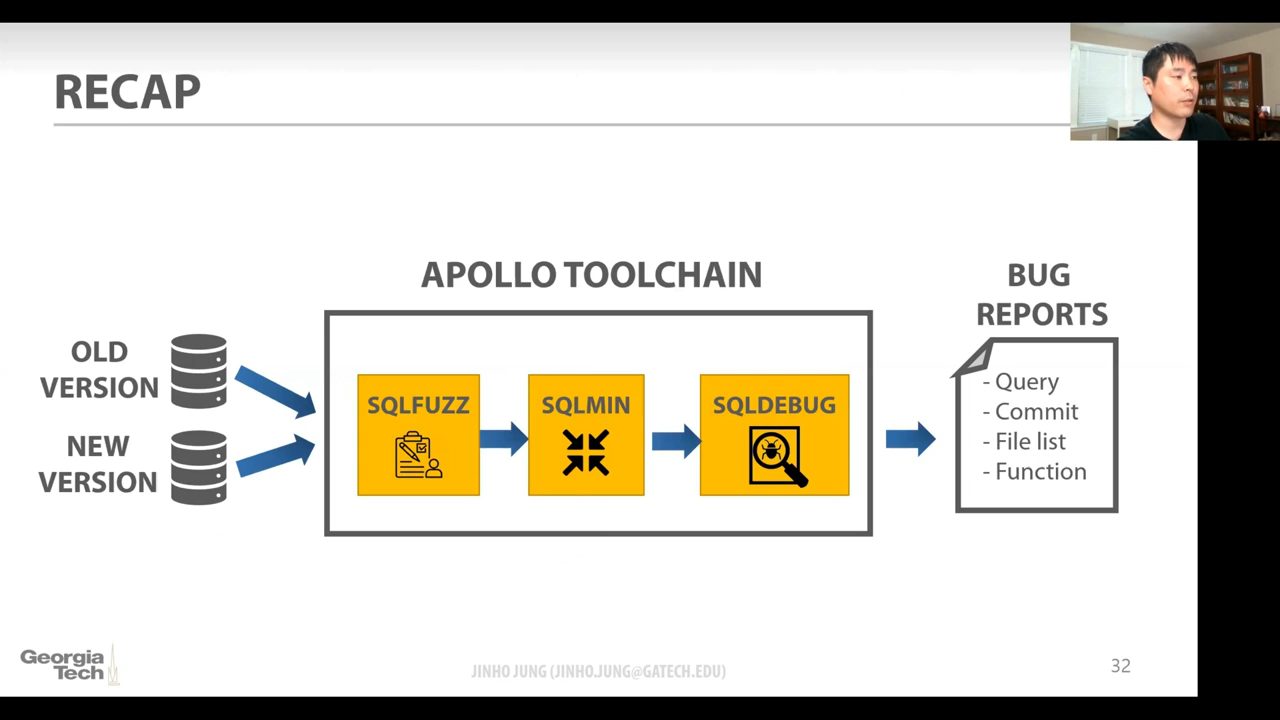 RECAP
APOLLO TOOLCHAIN
BUG
REPORTS
OLD
VERSION
NEW
VERSION
SQLFUZZ
SQLMIN
SQLDEBUG
- Query
- Commit
- File list
- Function
Georgia
Tech
JINHO JUNG (JINHO.JUNG@GATECH.EDU)
32